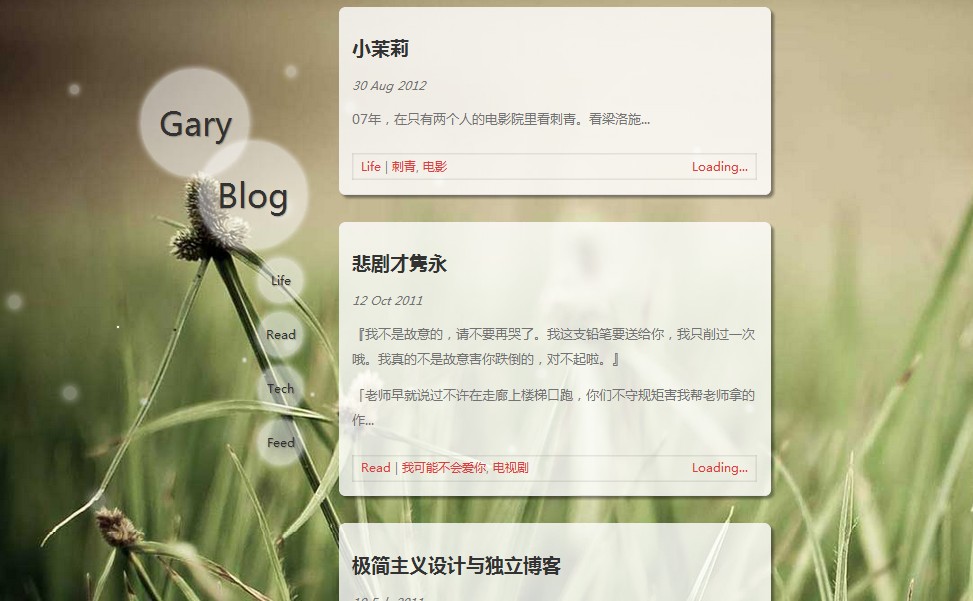 Gary
Blog
Life
Read
Tech
Feed
小茉莉
30 Aug 2012
07年，在只有两个人的电影院里看刺青。看梁洛施...
Life | 刺青, 电影
Loading...
悲剧才隽永
12 Oct 2011
『我不是故意的，请不要再哭了。我这支铅笔要送给你，我只削过一次
哦。我真的不是故意害你跌倒的，对不起啦。』
「老师早就说过不许在走廊上楼梯口跑，你们不守规矩害我帮老师拿的
作...
Read | 我可能不会爱你, 电视剧
Loading...
极简主义设计与独立博客
2011